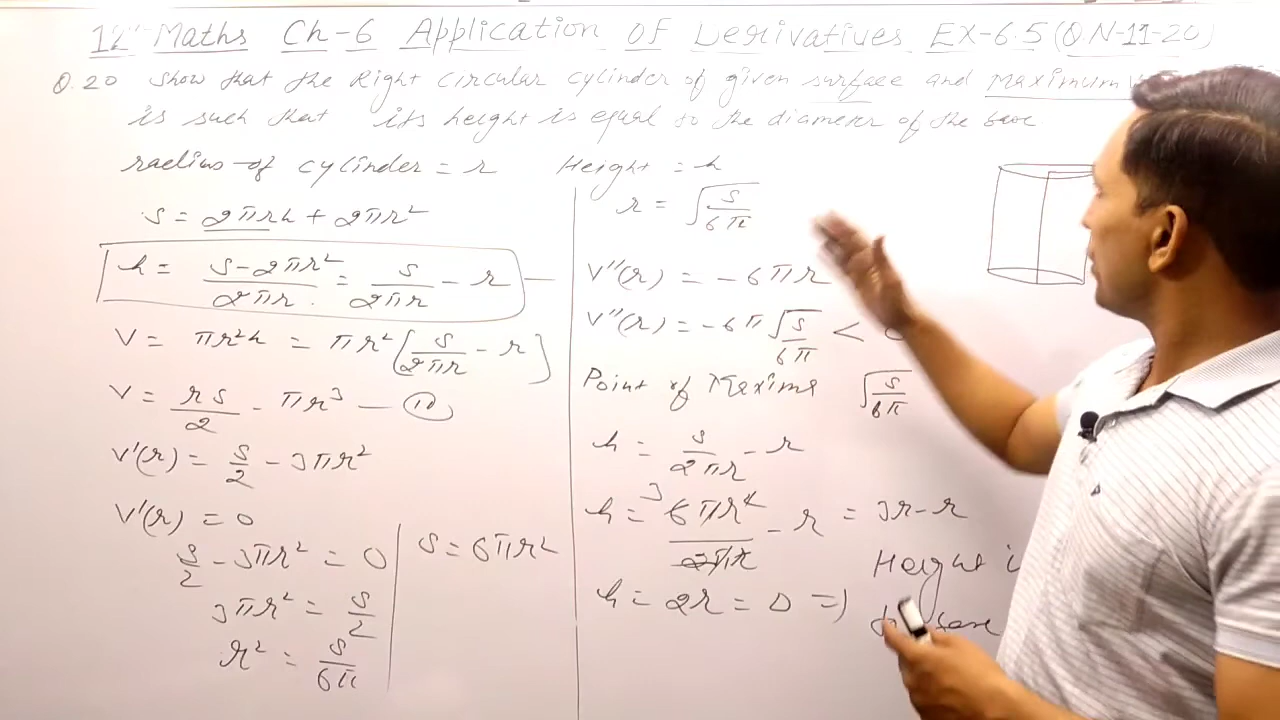 12th Maths Ch-6 Application OF Derivatives EX-6.5 (Q.N-11-20)
Q.20 Show that the Right circular cylinder of given surface and Maximum
is such that its height is equal to the diameter of the base
radius of cylinder = r Height = h
S = 2πrh + 2πr²
h = (S-2πr²)/(2πr) = S/(2πr) - r
V = πr²h = πr² [S/(2πr) - r]
V = rS/2 - πr³ — (11)
V'(r) = S/2 - 3πr²
V'(r) = 0
S/2 - 3πr² = 0
3πr² = S/2
r² = S/6π
S = 6πr²
r = √(S/6π)
V''(r) = - 6πr
V''(r) = -6π √(S/6π) < 0
Point of Maxima √(S/6π)
h = S/(2πr) - r
h = 3 6πr²/(2πr) - r = 3r - r
h = 2r = D ⇒)
Height
base